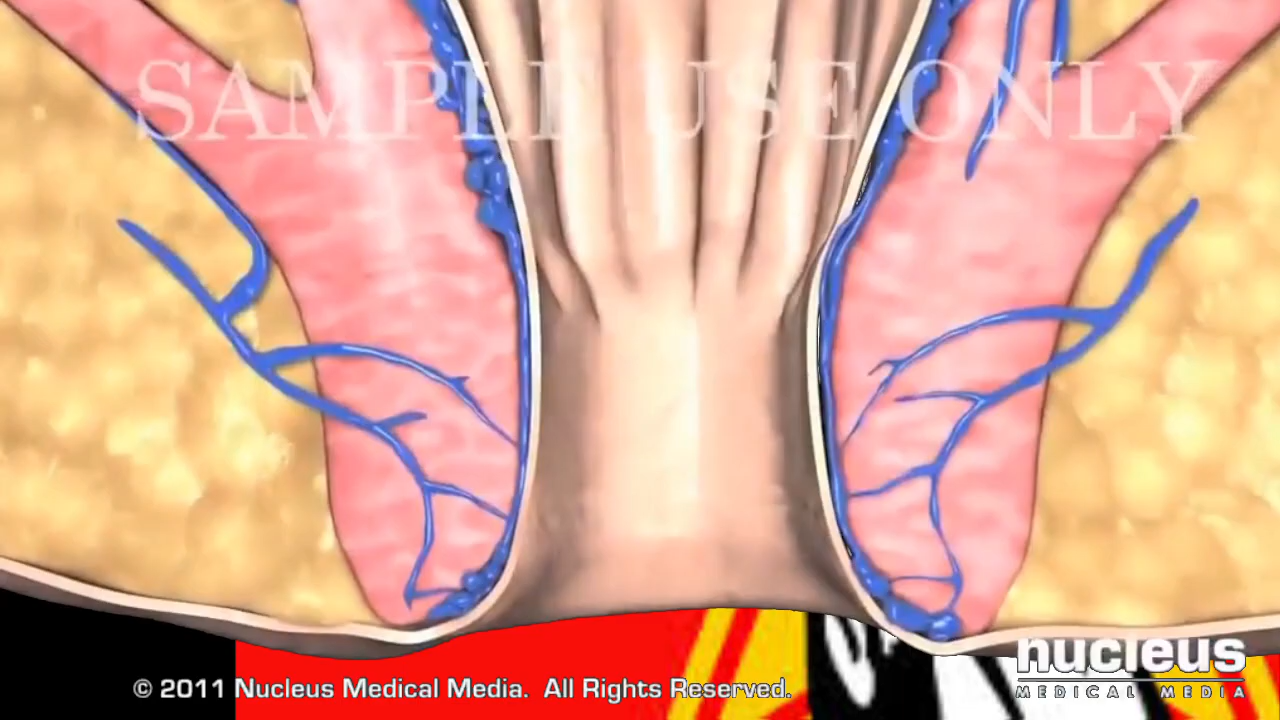 SAMPLE USE ONLY
nucleus
MEDICAL MEDIA
© 2011 Nucleus Medical Media. All Rights Reserved.